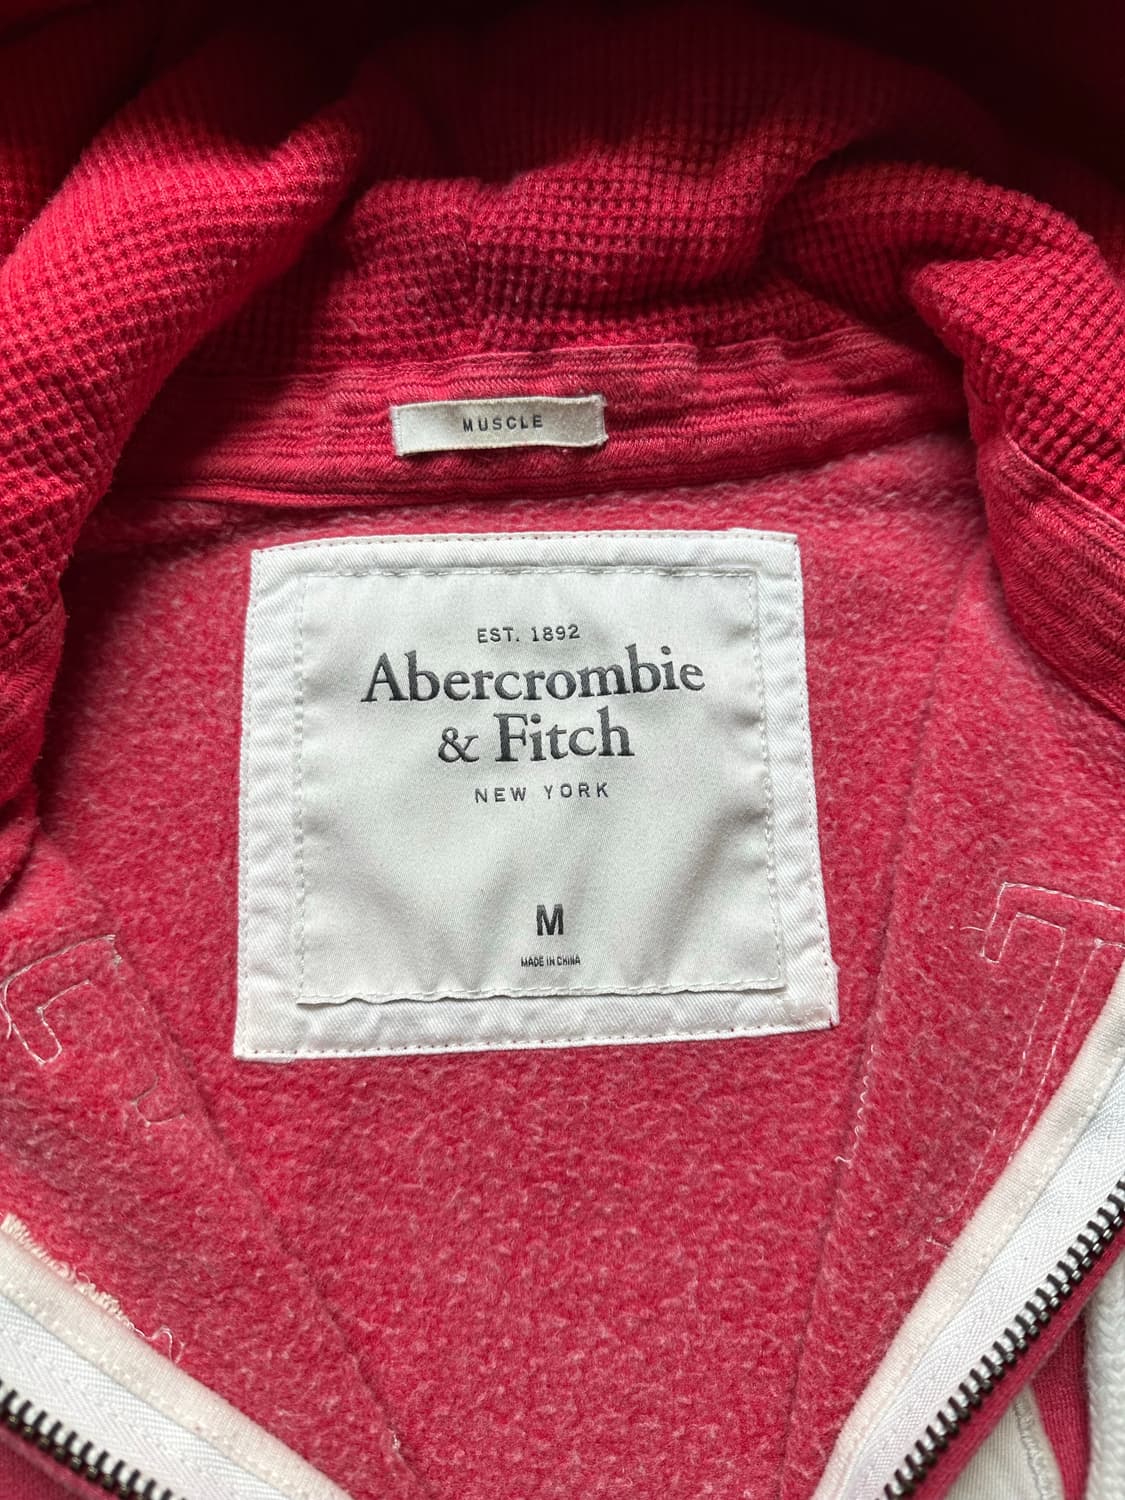 MUSCLE
EST. 1892
Abercrombie
& Fitch
NEW YORK
M
MADE IN CHINA